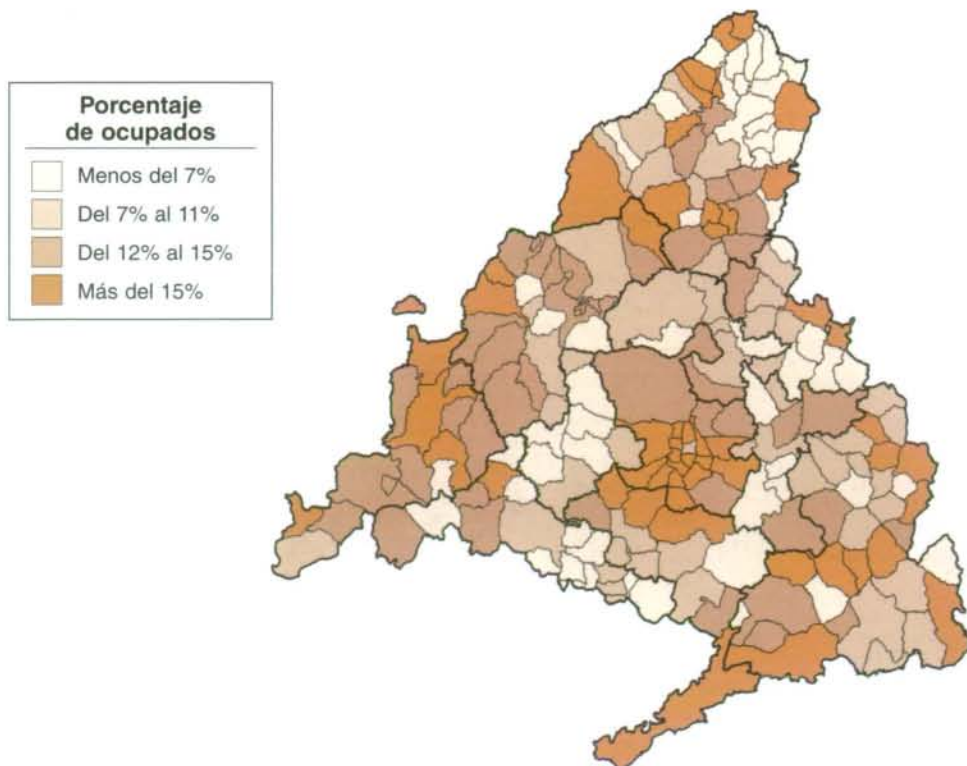 Porcentaje
de ocupados
Menos del 7%
Del 7% al 11%
Del 12% al 15%
Más del 15%